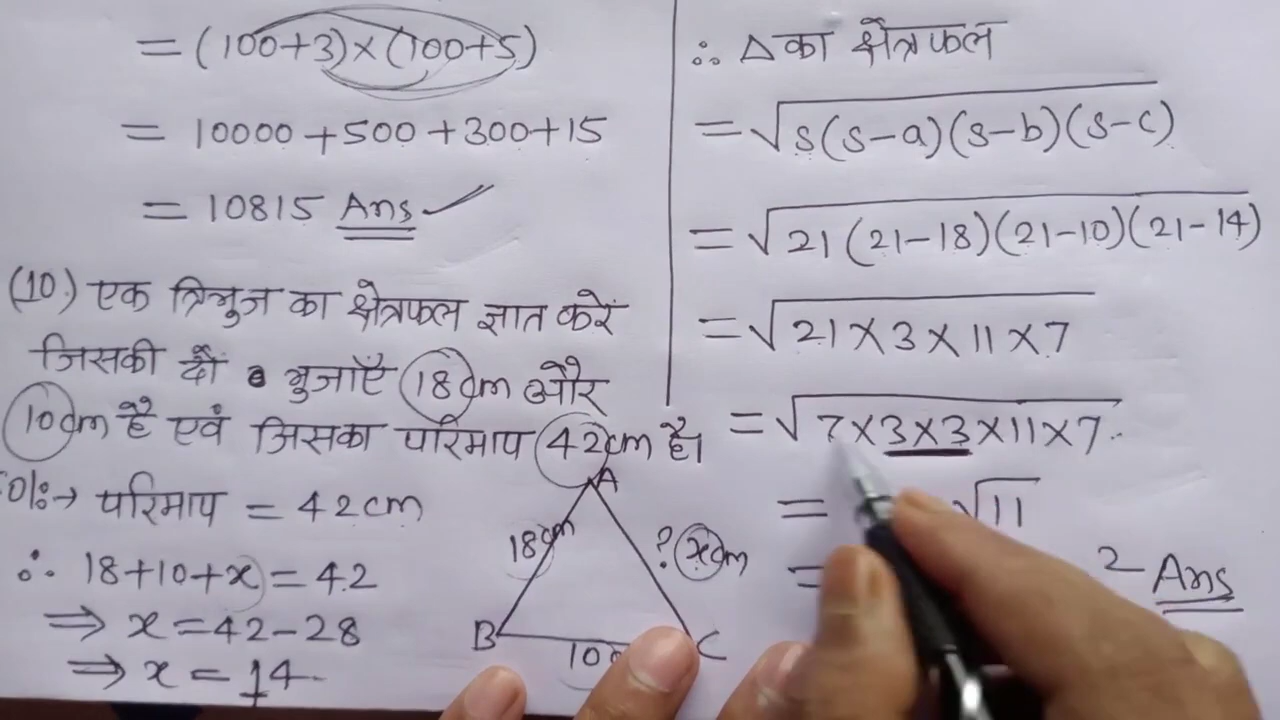 = (100+3)×(100+5)
= 10000+500+300+15
= 10815 Ans ✓
(10.) एक त्रिभुज का क्षेत्रफल ज्ञात करें
जिसकी दो भुजाएँ 18cm और
10cm है एवं जिसका परिमाप 42cm है।
परिमाप = 42cm
∴ 18+10+x = 42
⇒ x = 42-28
⇒ x = 14
A
18cm
? x cm
B
C
∴ △ का क्षेत्रफल
= √s(s-a)(s-b)(s-c)
= √21(21-18)(21-10)(21-14)
= √21×3×11×7
= √7×3×3×11×7
= √11
= 2 Ans